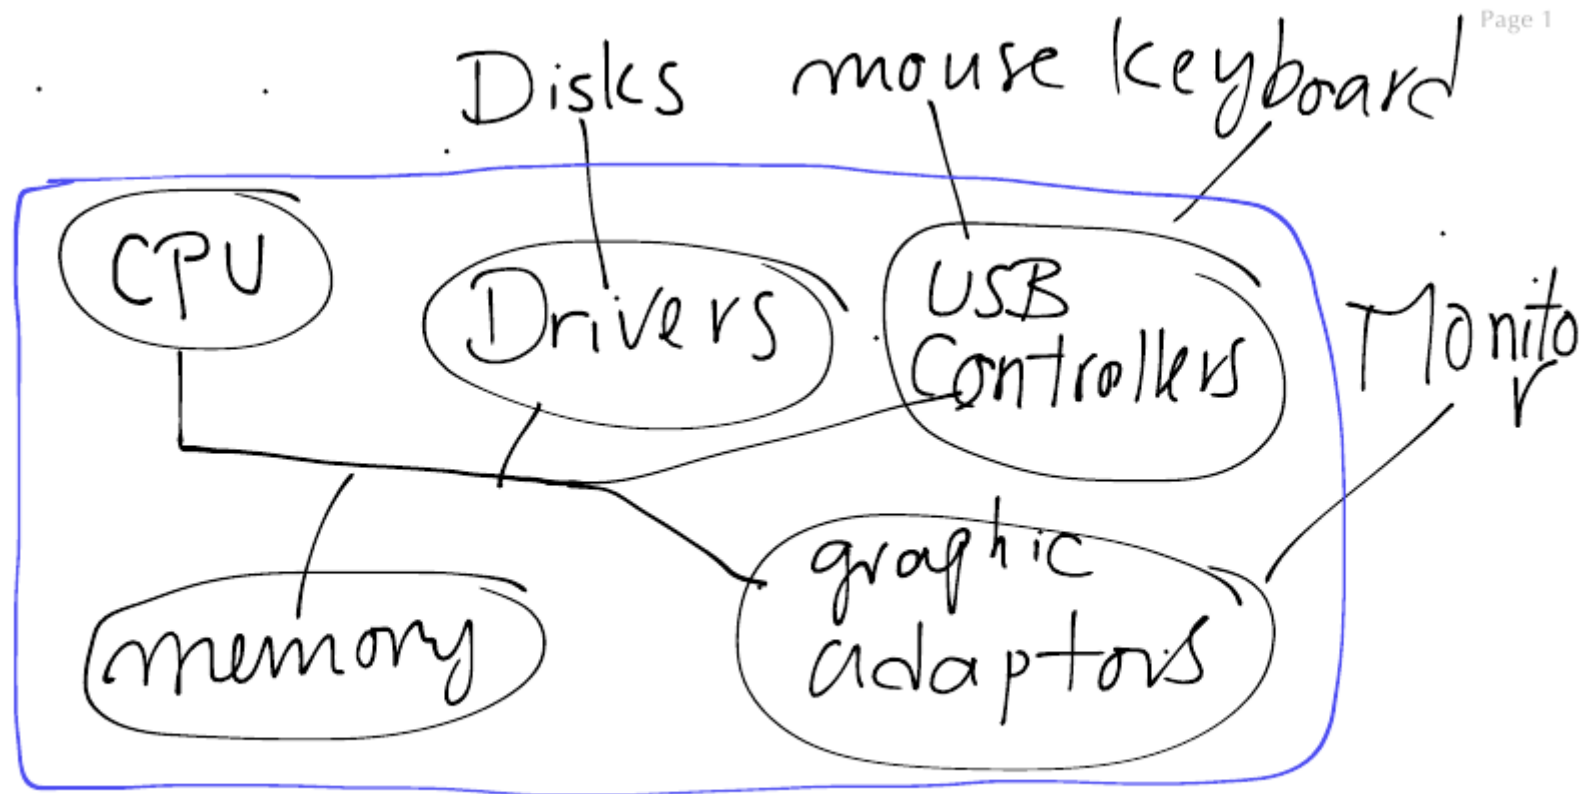 Page 1
Disks mouse keyboard
CPU
Drivers
USB
Controllers
Monito
r
graphic
adaptors
memory